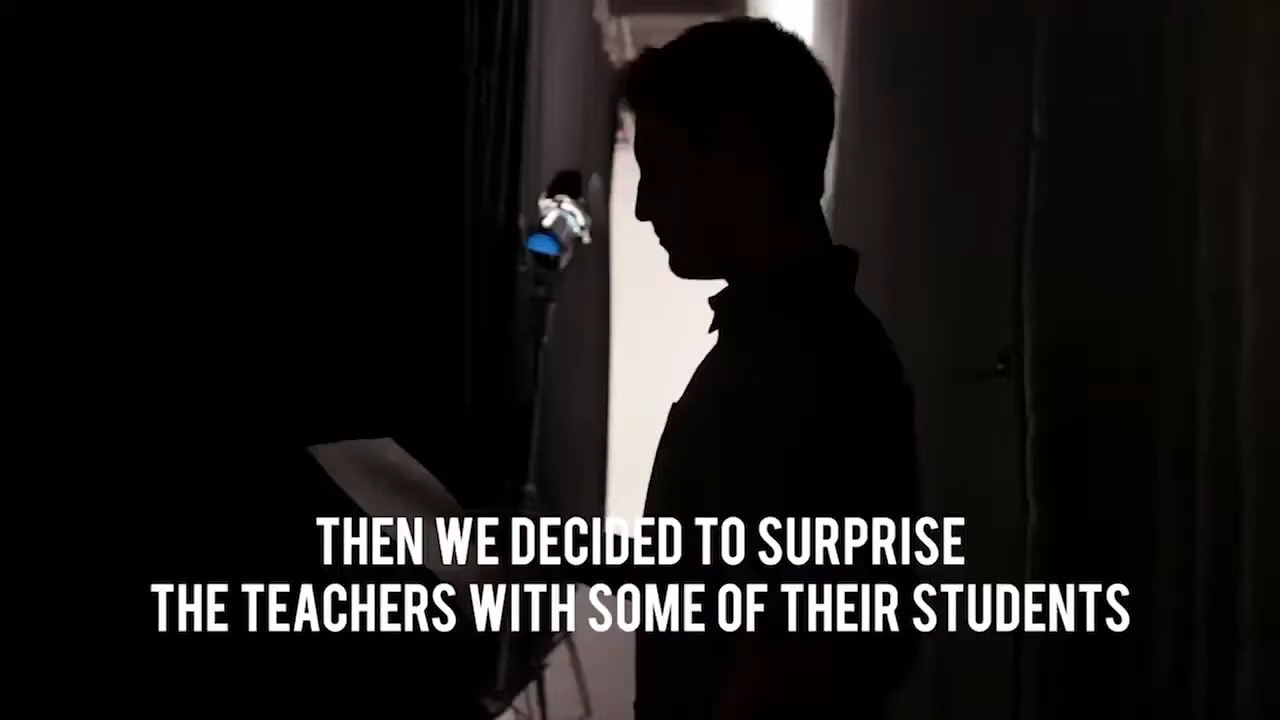 THEN WE DECIDED TO SURPRISE
THE TEACHERS WITH SOME OF THEIR STUDENTS